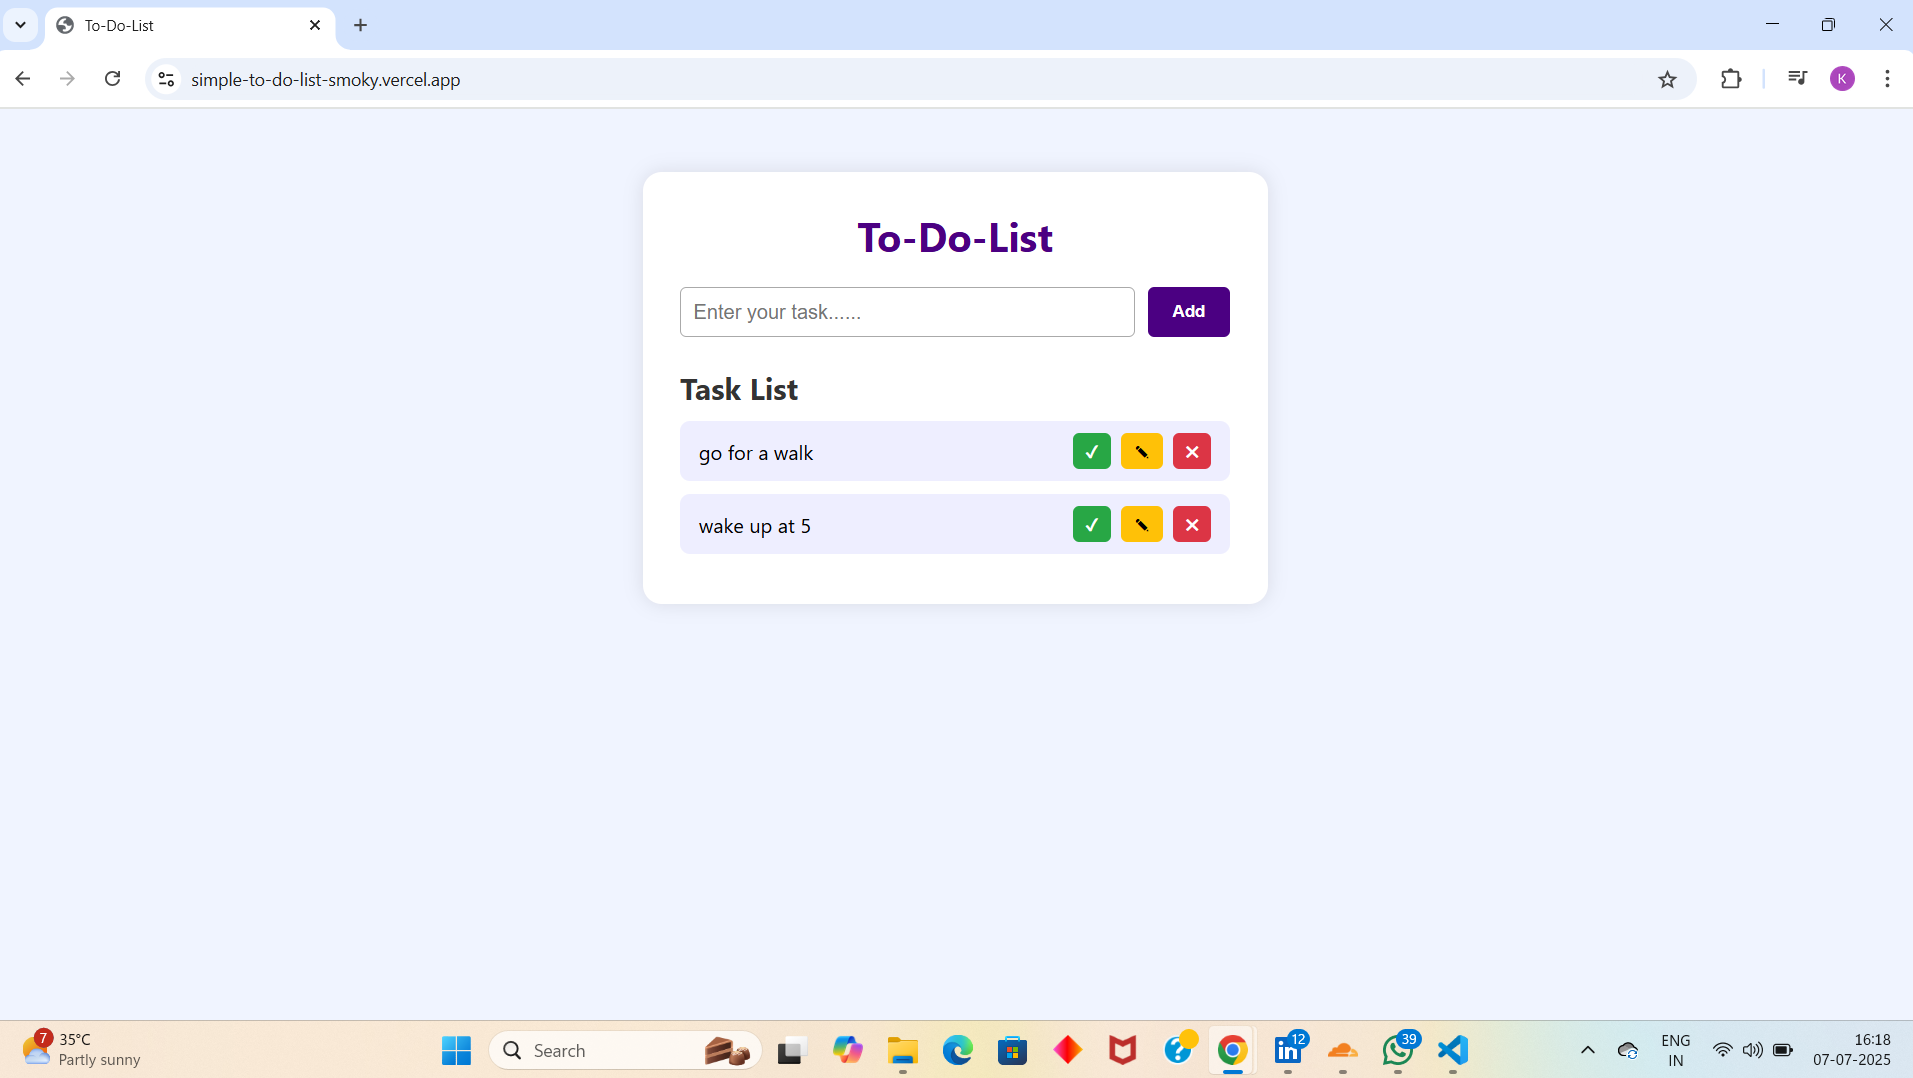 To-Do-List
simple-to-do-list-smoky.vercel.app
K
To-Do-List
Enter your task......
Add
Task List
go for a walk
wake up at 5
7
35°C
Partly sunny
Search
12
39
ENG
IN
16:18
07-07-2025